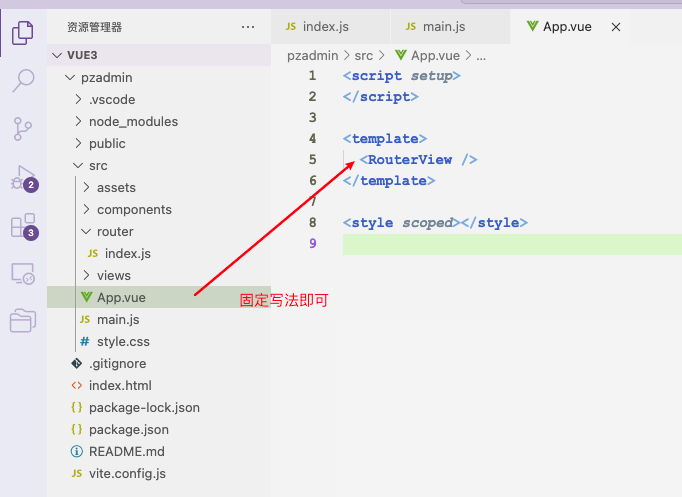 资源管理器 ···
VUE3
pzadmin
.vscode
node_modules
public
src
assets
components
router
JS index.js
views
App.vue
JS main.js
# style.css
.gitignore
<> index.html
{} package-lock.json
{} package.json
README.md
JS vite.config.js
2
3
JS index.js JS main.js App.vue ×
pzadmin > src > App.vue > ...
1 <script setup>
2 </script>
3
4 <template>
5 <RouterView />
6 </template>
7
8 <style scoped></style>
9
固定写法即可